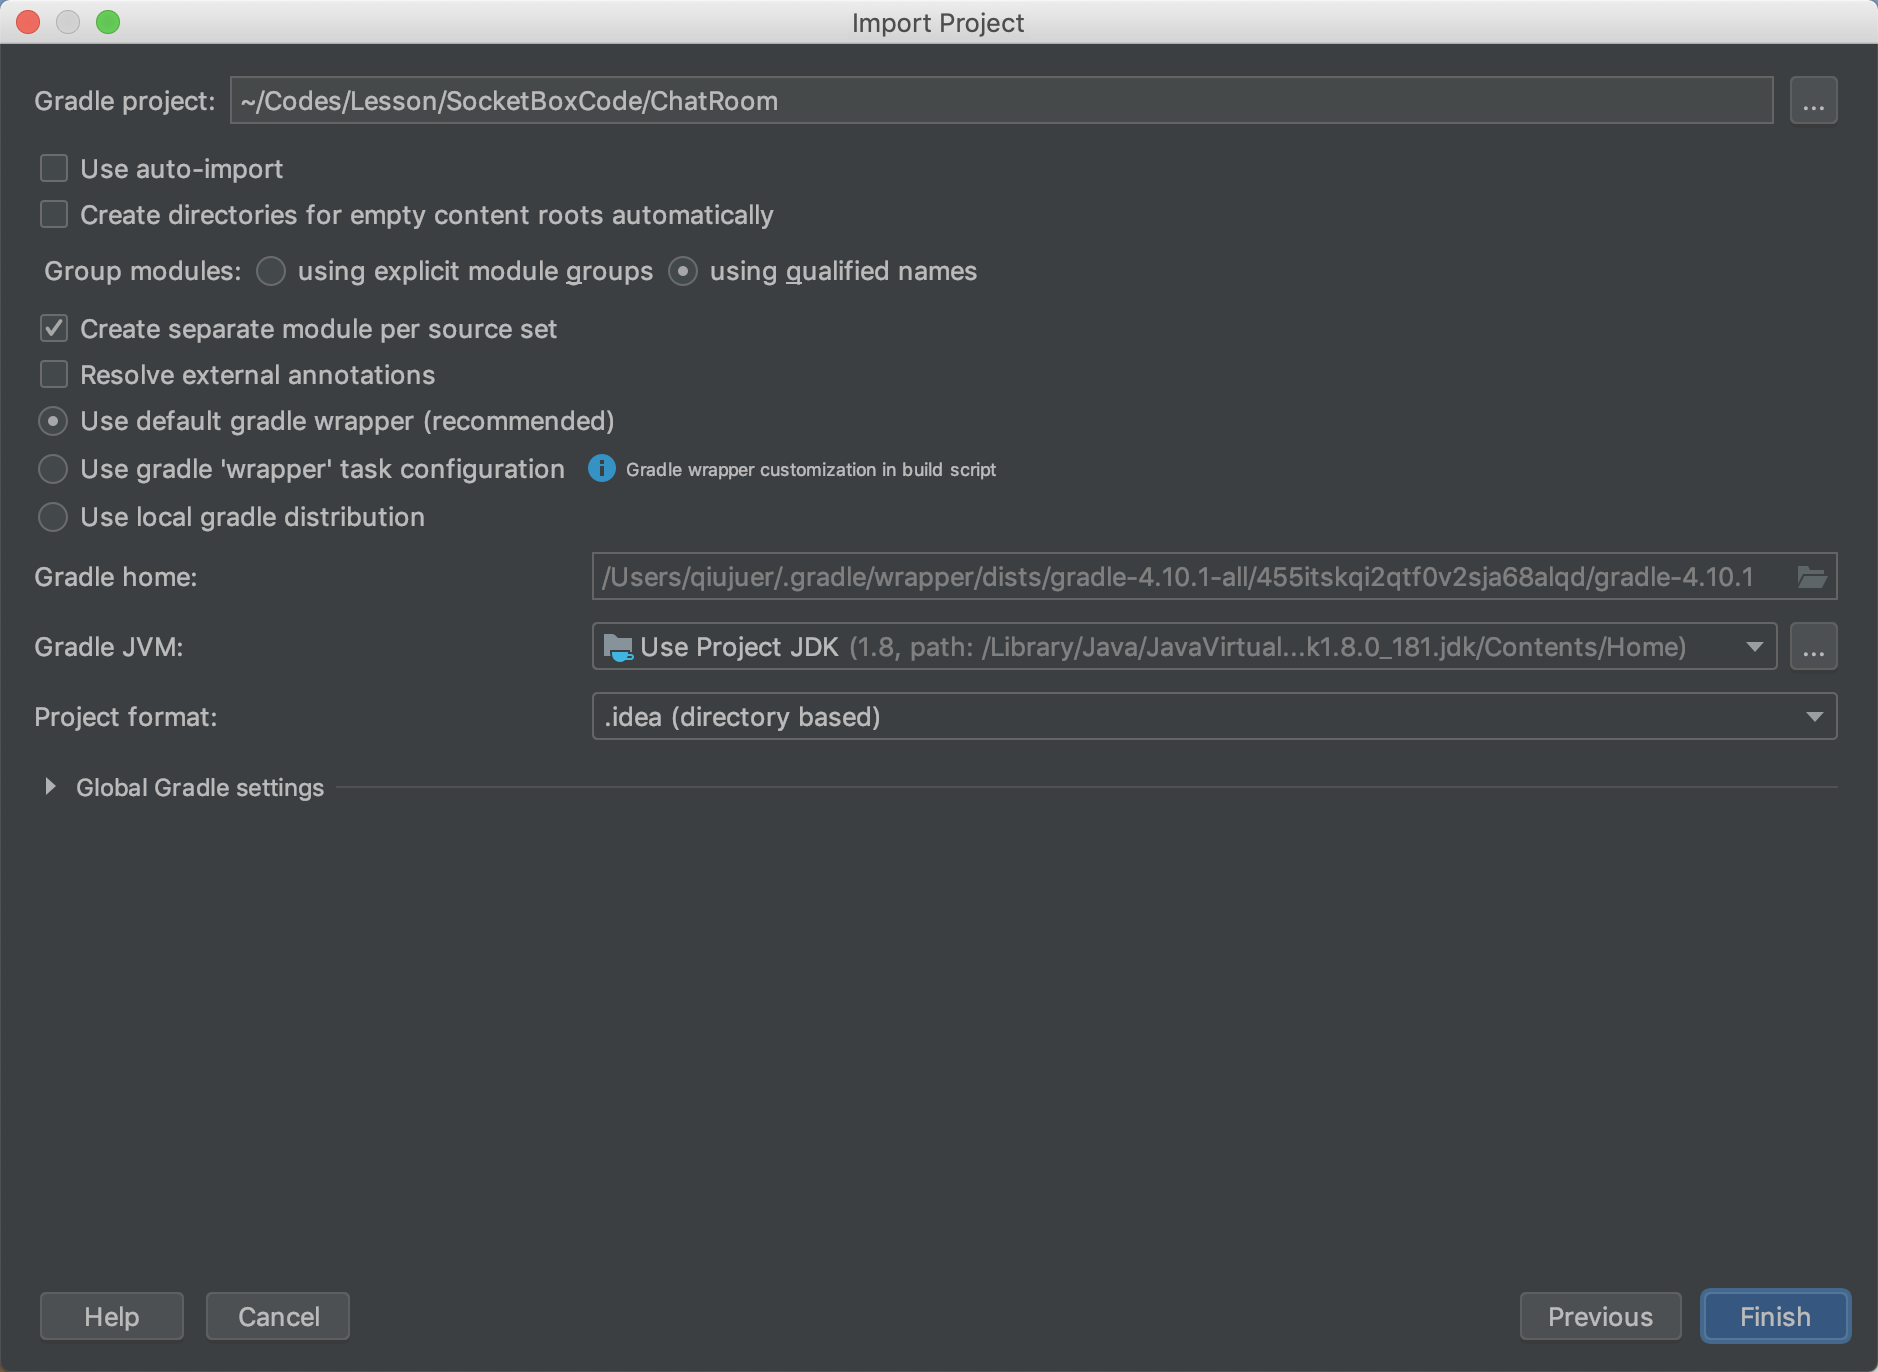 Import Project
Gradle project: ~/Codes/Lesson/SocketBoxCode/ChatRoom ...
Use auto-import
Create directories for empty content roots automatically
Group modules: using explicit module groups using qualified names
Create separate module per source set
Resolve external annotations
Use default gradle wrapper (recommended)
Use gradle 'wrapper' task configuration Gradle wrapper customization in build script
Use local gradle distribution
Gradle home: /Users/qiujuer/.gradle/wrapper/dists/gradle-4.10.1-all/455itskqi2qtf0v2sja68alqd/gradle-4.10.1
Gradle JVM: Use Project JDK (1.8, path: /Library/Java/JavaVirtual...k1.8.0_181.jdk/Contents/Home) ...
Project format: .idea (directory based)
Global Gradle settings
Help Cancel Previous Finish